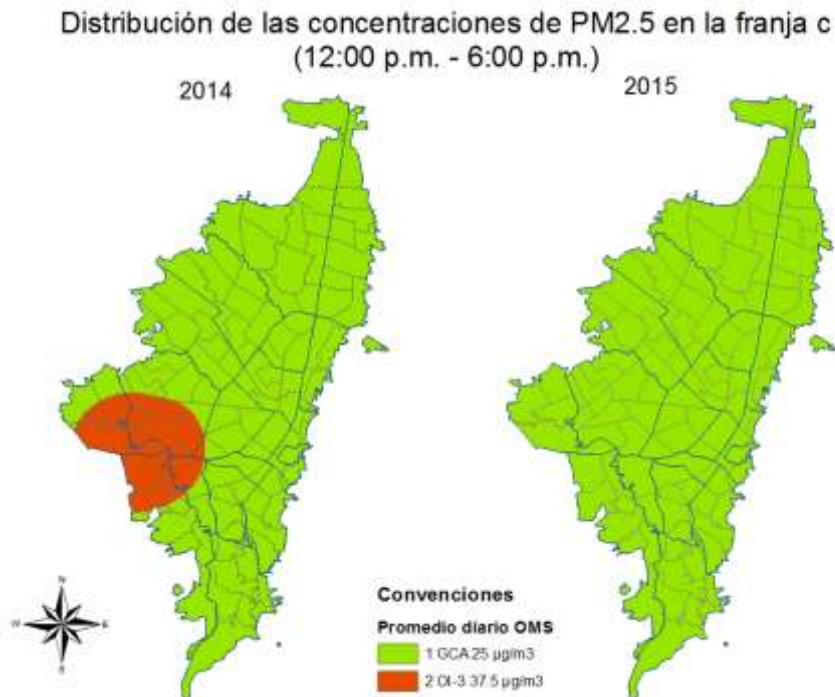 Distribución de las concentraciones de PM2.5 en la franja c
(12:00 p.m. - 6:00 p.m.)
2014
2015
N
W
E
S
Convenciones
Promedio diario OMS
1 GCA 25 µg/m3
2 OI-3 37.5 µg/m3